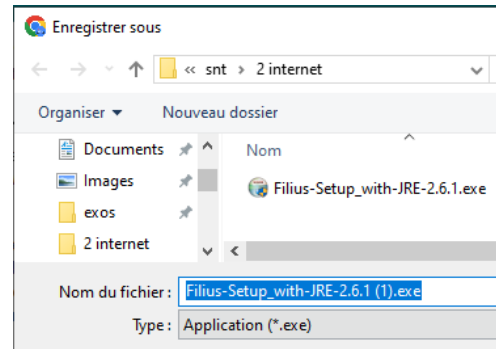 Enregistrer sous
« snt › 2 internet
Organiser Nouveau dossier
Documents
Nom
Images
Filius-Setup_with-JRE-2.6.1.exe
exos
2 internet
Nom du fichier : Filius-Setup_with-JRE-2.6.1 (1).exe
Type : Application (*.exe)